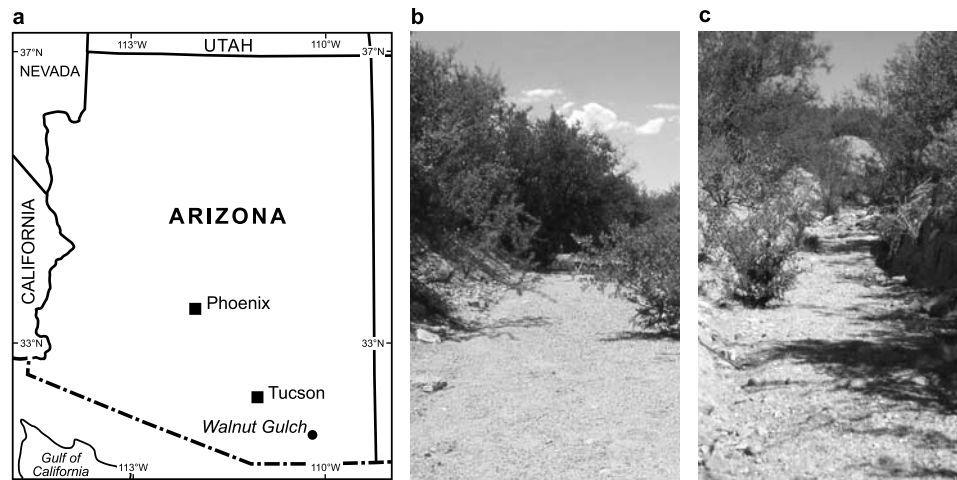 a
b
c
113°W
UTAH
110°W
37°N
37°N
NEVADA
ARIZONA
CALIFORNIA
Phoenix
33°N
33°N
Tucson
Walnut Gulch
Gulf of
California
113°W
110°W